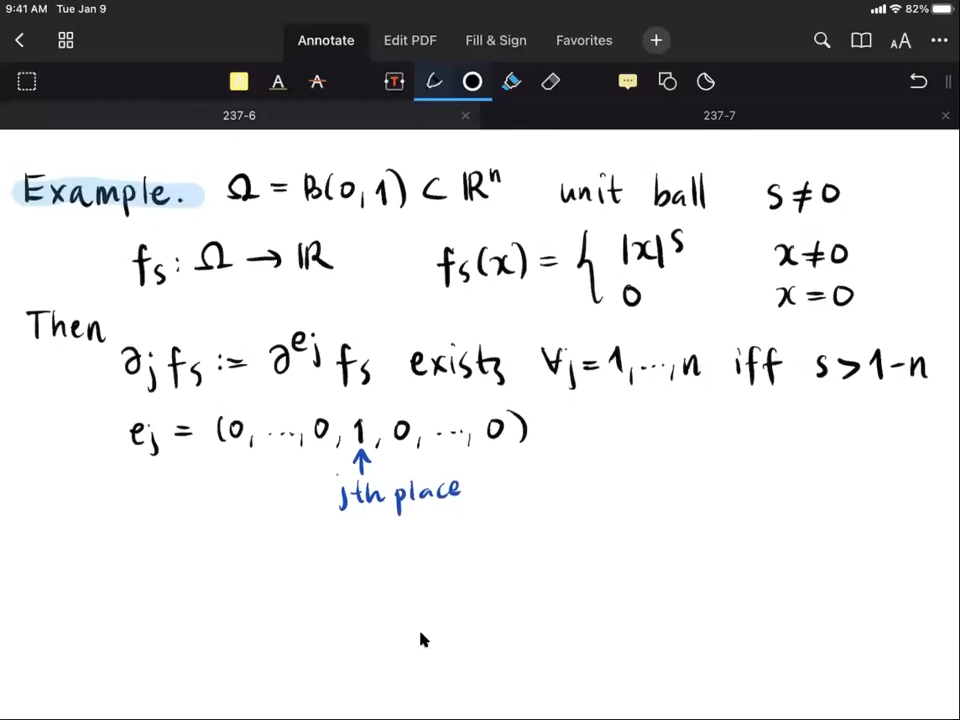 9:41 AM Tue Jan 9 82%
Annotate Edit PDF Fill & Sign Favorites
237-6 237-7
Example. Ω = B(0,1) ⊂ ℝⁿ unit ball s ≠ 0
fₛ : Ω → ℝ fₛ(x) = { |x|ˢ x ≠ 0
0 x = 0
Then
∂ⱼ fₛ := ∂^{eⱼ} fₛ exists ∀j = 1, ..., n iff s > 1-n
eⱼ = (0, ..., 0, 1, 0, ..., 0)
jth place